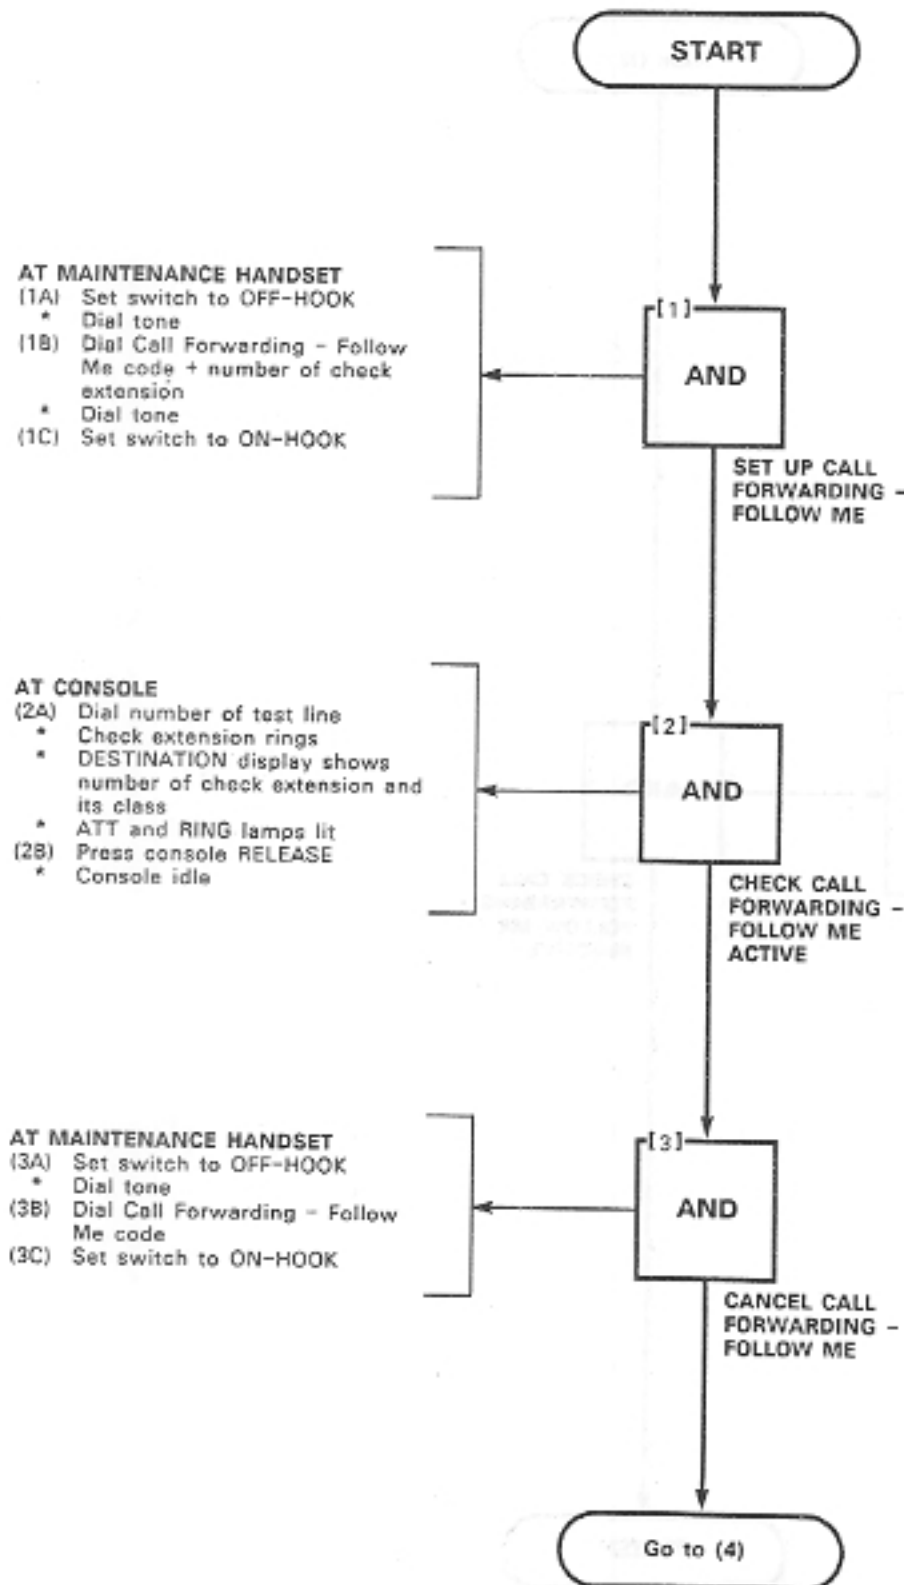 START
AT MAINTENANCE HANDSET
(1A) Set switch to OFF-HOOK
* Dial tone
(1B) Dial Call Forwarding - Follow
Me code + number of check
extension
* Dial tone
(1C) Set switch to ON-HOOK
[1]
AND
SET UP CALL
FORWARDING -
FOLLOW ME
AT CONSOLE
(2A) Dial number of test line
* Check extension rings
* DESTINATION display shows
number of check extension and
its class
* ATT and RING lamps lit
(2B) Press console RELEASE
* Console idle
[2]
AND
CHECK CALL
FORWARDING -
FOLLOW ME
ACTIVE
AT MAINTENANCE HANDSET
(3A) Set switch to OFF-HOOK
* Dial tone
(3B) Dial Call Forwarding - Follow
Me code
(3C) Set switch to ON-HOOK
[3]
AND
CANCEL CALL
FORWARDING -
FOLLOW ME
Go to (4)